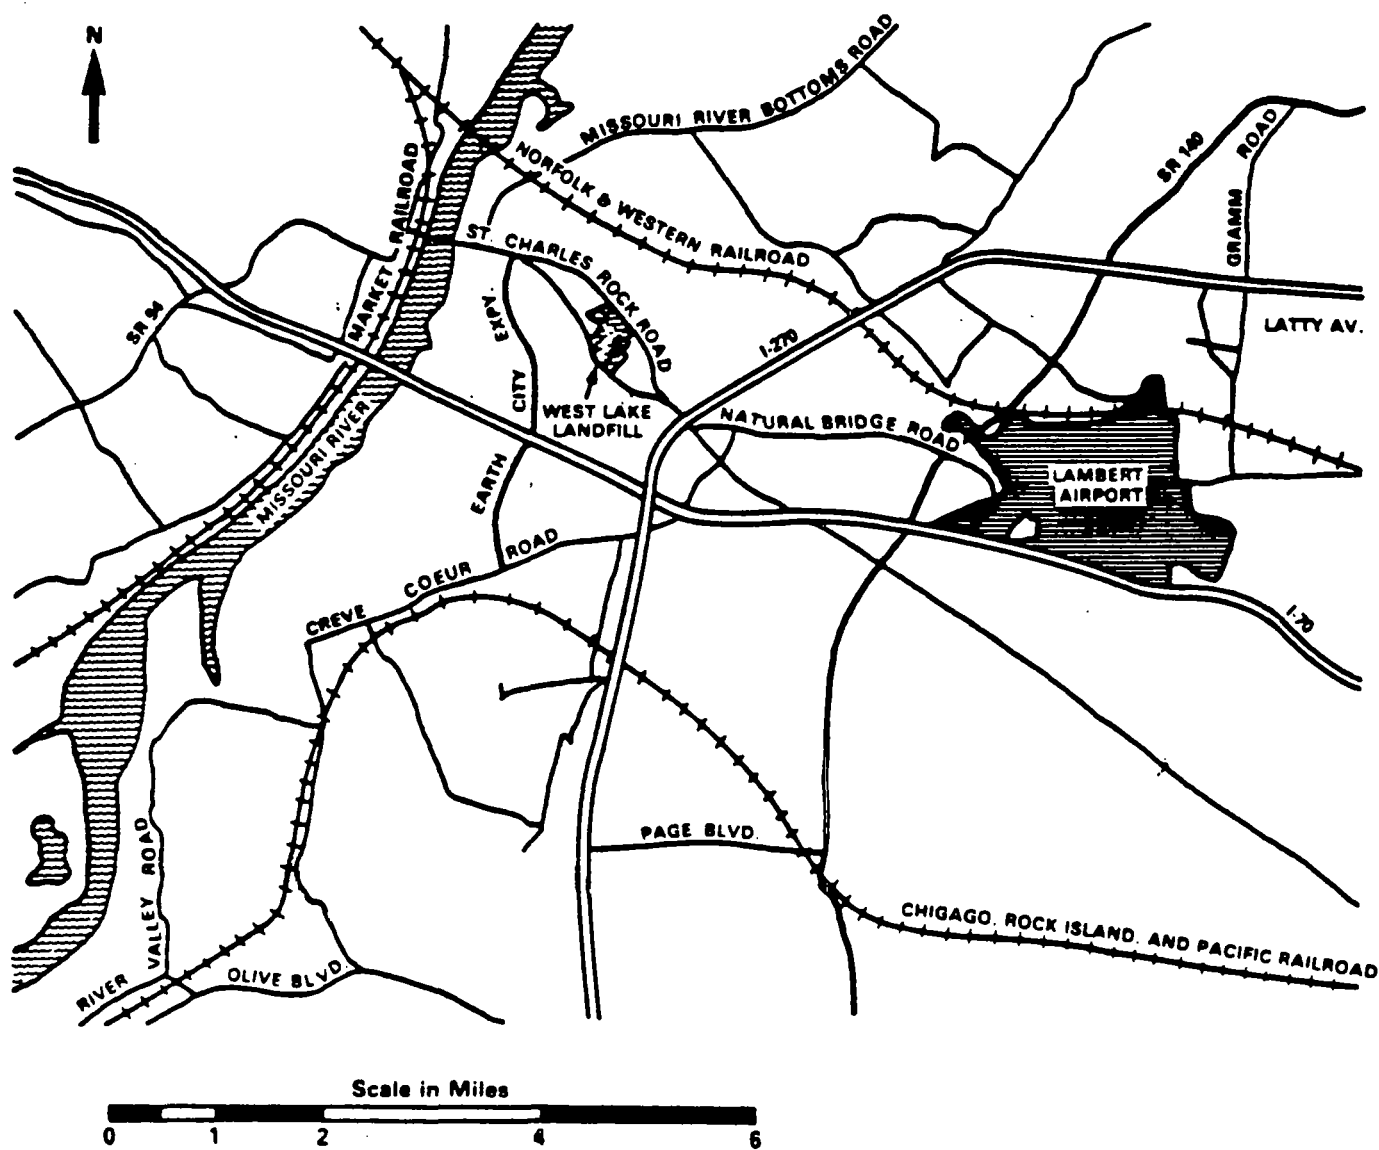 N
MISSOURI RIVER BOTTOMS ROAD
NORFOLK & WESTERN RAILROAD
SR 140
GRAMM ROAD
MARKET RAILROAD
ST. CHARLES ROCK ROAD
SR 94
EARTH CITY EXPY.
I-270
LATTY AV.
WEST LAKE
LANDFILL
NATURAL BRIDGE ROAD
MISSOURI RIVER
LAMBERT
AIRPORT
CREVE COEUR ROAD
I-70
PAGE BLVD.
RIVER VALLEY ROAD
OLIVE BLVD.
CHIGAGO, ROCK ISLAND, AND PACIFIC RAILROAD
Scale in Miles
0 1 2 4 6